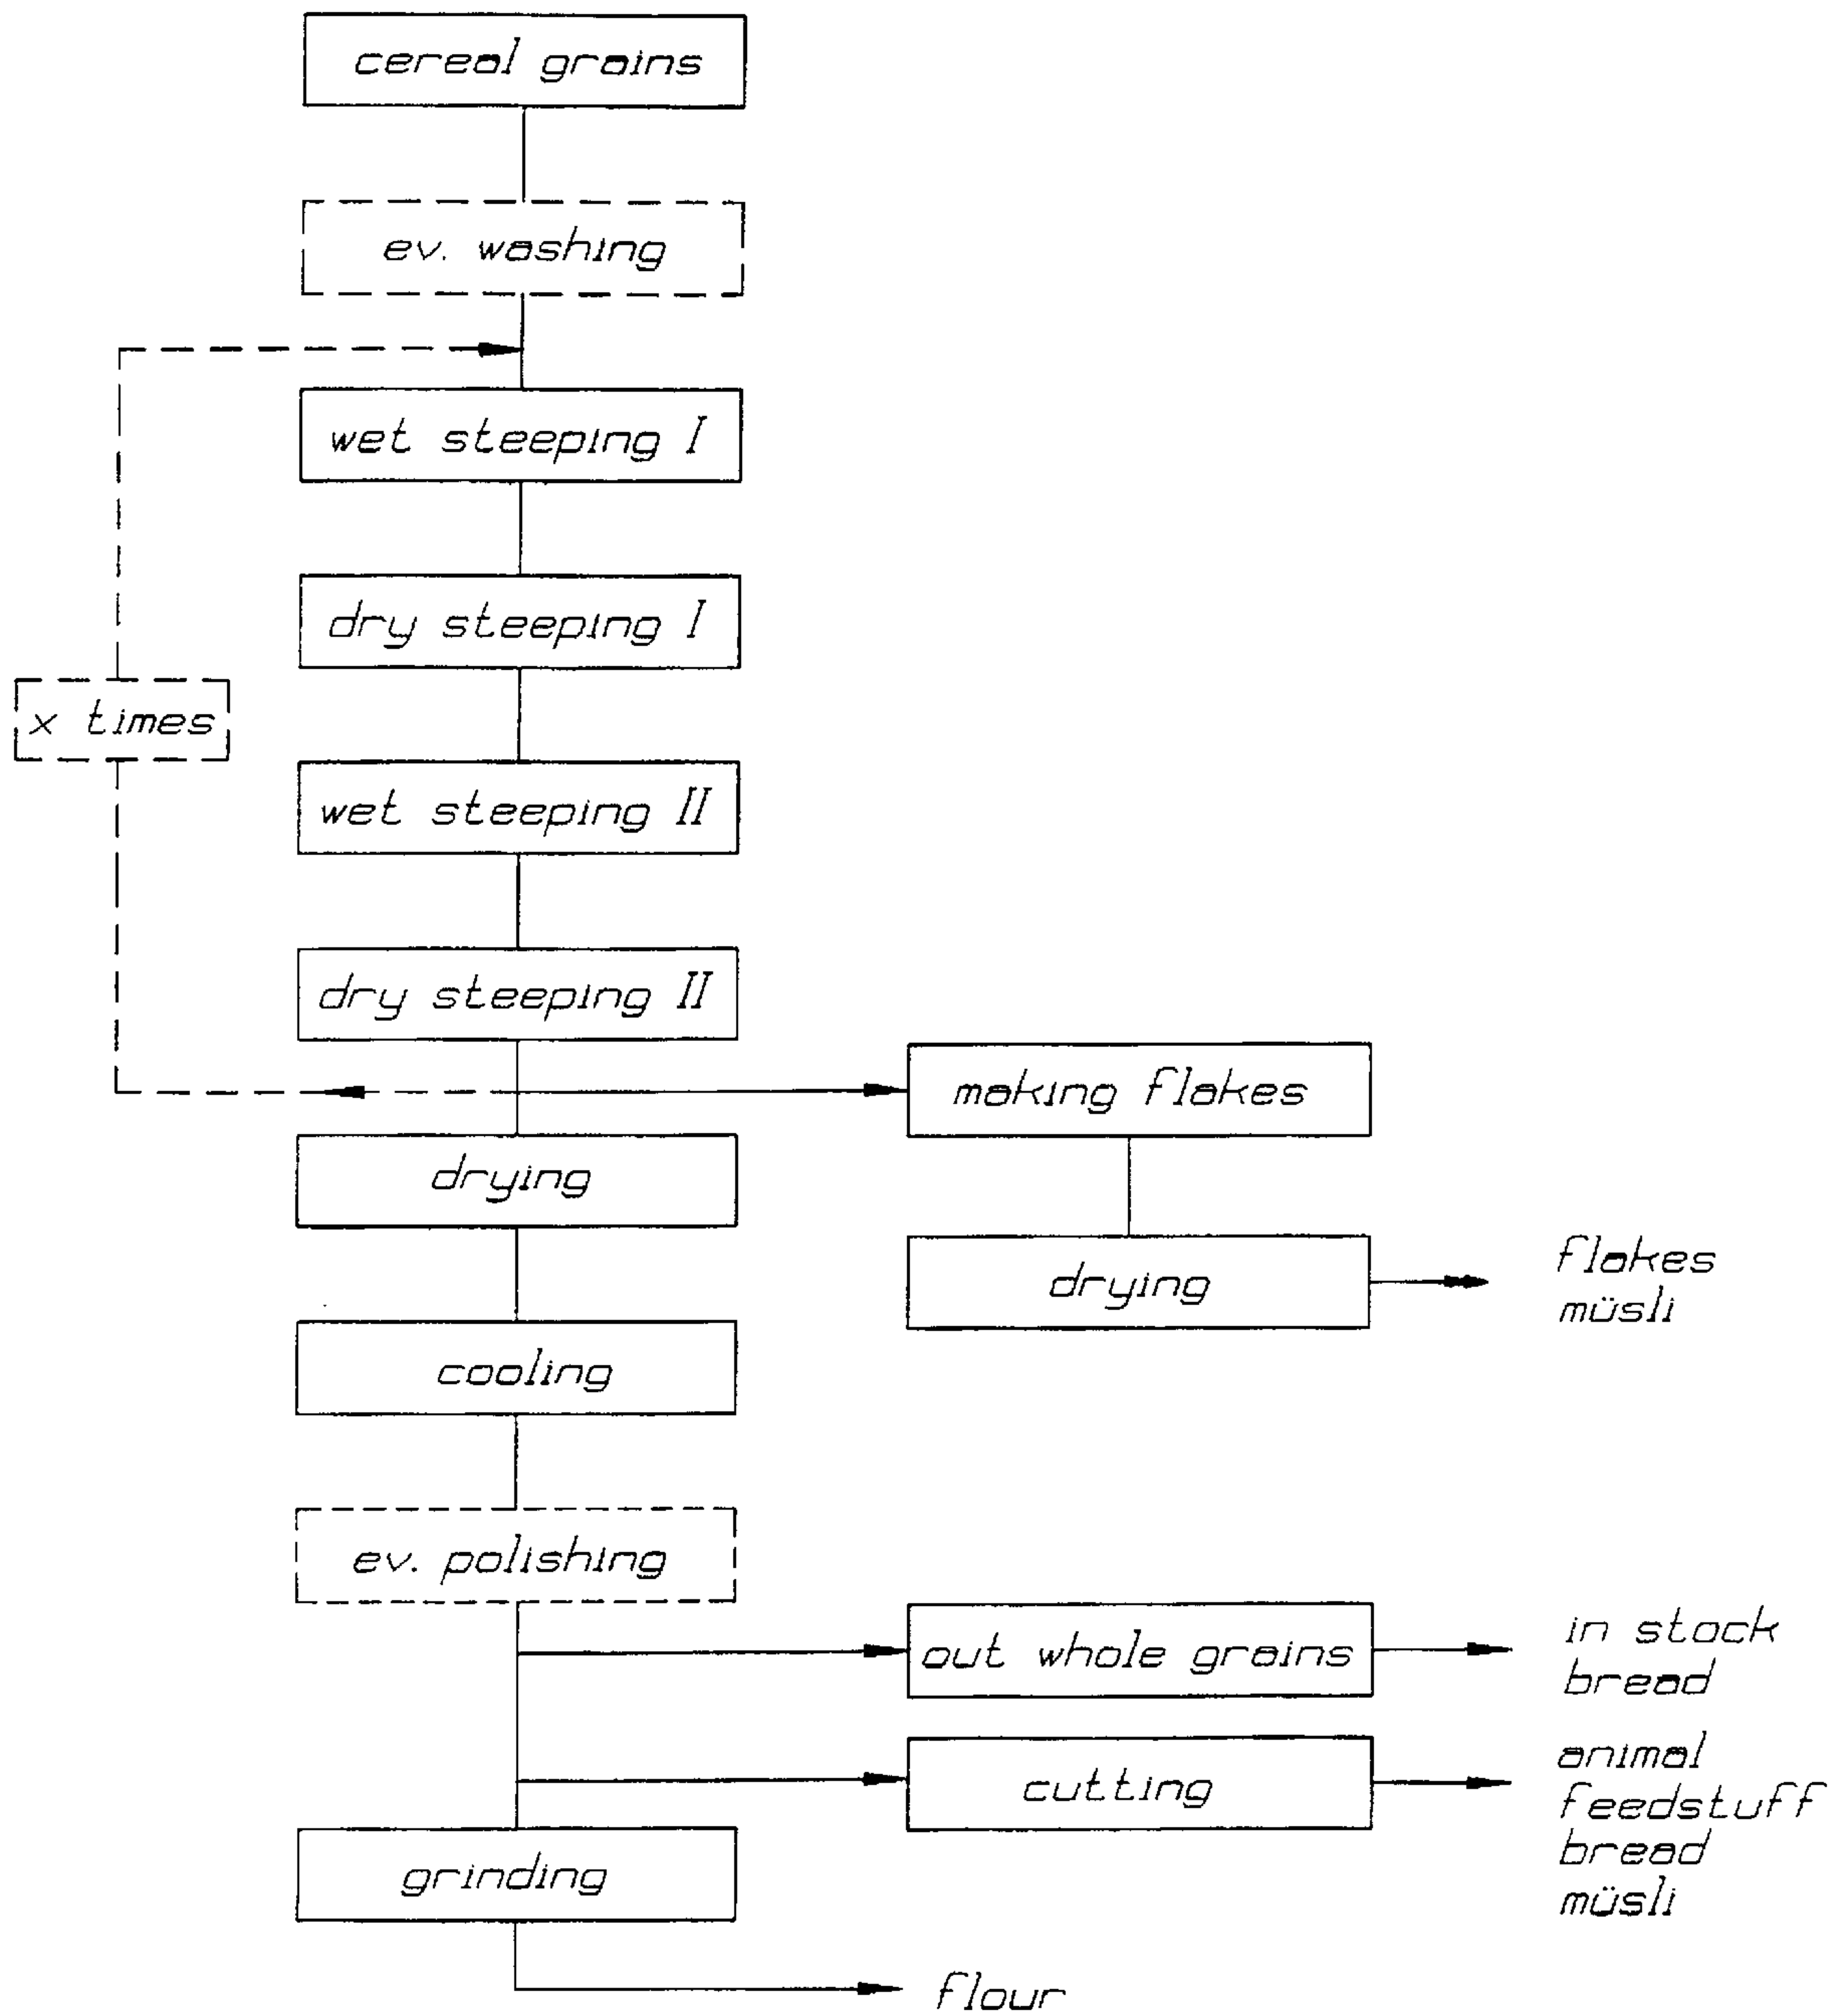 cereal grains
ev. washing
wet steeping I
dry steeping I
x times
wet steeping II
dry steeping II
making flakes
drying
drying
flakes
müsli
cooling
ev. polishing
out whole grains
in stock
bread
cutting
animal
feedstuff
bread
müsli
grinding
flour